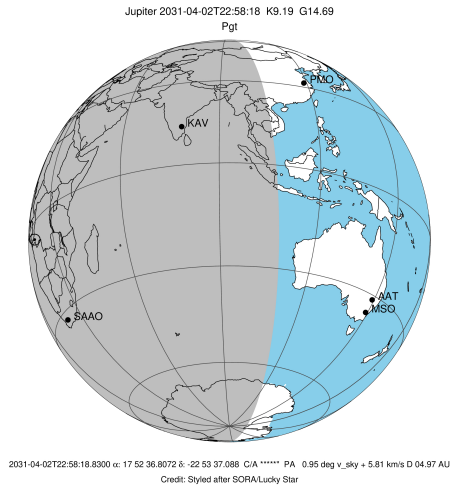 Jupiter 2031-04-02T22:58:18 K9.19 G14.69
Pgt
PMO
KAV
AAT
MSO
SAAO
2031-04-02T22:58:18.8300 α: 17 52 36.8072 δ: -22 53 37.088 C/A ****** PA 0.95 deg v_sky + 5.81 km/s D 04.97 AU
Credit: Styled after SORA/Lucky Star